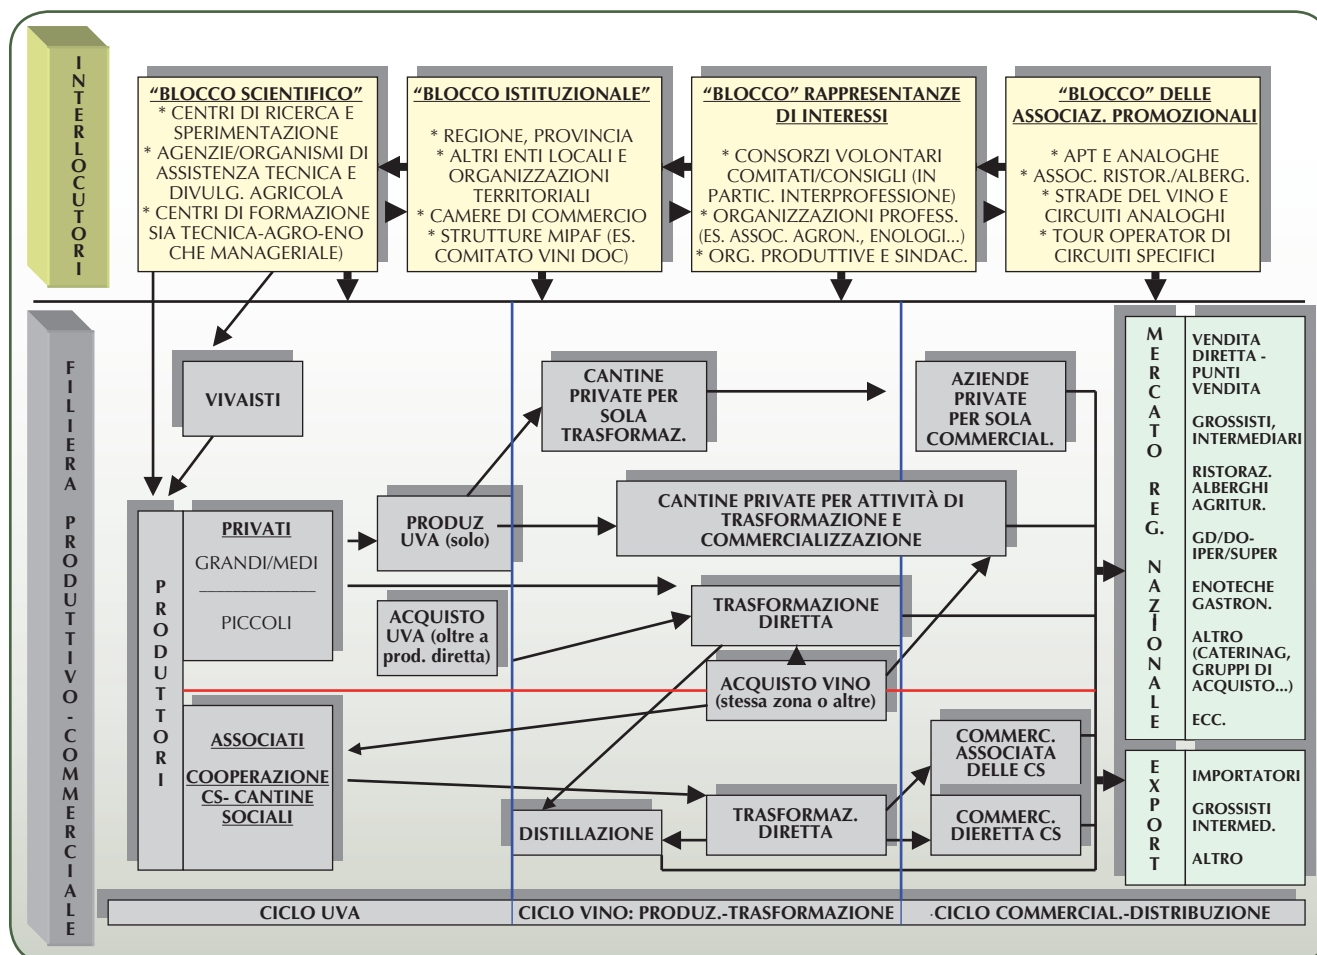 INTERLOCUTORI
"BLOCCO SCIENTIFICO"
* CENTRI DI RICERCA E
SPERIMENTAZIONE
* AGENZIE/ORGANISMI DI
ASSISTENZA TECNICA E
DIVULG. AGRICOLA
* CENTRI DI FORMAZIONE
SIA TECNICA-AGRO-ENO
CHE MANAGERIALE)
"BLOCCO ISTITUZIONALE"
* REGIONE, PROVINCIA
* ALTRI ENTI LOCALI E
ORGANIZZAZIONI
TERRITORIALI
* CAMERE DI COMMERCIO
* STRUTTURE MIPAF (ES.
COMITATO VINI DOC)
"BLOCCO" RAPPRESENTANZE
DI INTERESSI
* CONSORZI VOLONTARI
COMITATI/CONSIGLI (IN
PARTIC. INTERPROFESSIONE)
* ORGANIZZAZIONI PROFESS.
(ES. ASSOC. AGRON., ENOLOGI...)
* ORG. PRODUTTIVE E SINDAC.
"BLOCCO" DELLE
ASSOCIAZ. PROMOZIONALI
* APT E ANALOGHE
* ASSOC. RISTOR./ALBERG.
* STRADE DEL VINO E
CIRCUITI ANALOGHI
* TOUR OPERATOR DI
CIRCUITI SPECIFICI
FILIERA PRODUTTIVO-COMMERCIALE
VIVAISTI
CANTINE
PRIVATE PER
SOLA
TRASFORMAZ.
AZIENDE
PRIVATE
PER SOLA
COMMERCIAL.
PRODUTTORI
PRIVATI
GRANDI/MEDI
PICCOLI
PRODUZ
UVA (solo)
CANTINE PRIVATE PER ATTIVITÀ DI
TRASFORMAZIONE E
COMMERCIALIZZAZIONE
ACQUISTO
UVA (oltre a
prod. diretta)
TRASFORMAZIONE
DIRETTA
ACQUISTO VINO
(stessa zona o altre)
ASSOCIATI
COOPERAZIONE
CS- CANTINE
SOCIALI
DISTILLAZIONE
TRASFORMAZ.
DIRETTA
COMMERC.
ASSOCIATA
DELLE CS
COMMERC.
DIERETTA CS
MERCATO REG. NAZIONALE
VENDITA
DIRETTA -
PUNTI
VENDITA
GROSSISTI,
INTERMEDIARI
RISTORAZ.
ALBERGHI
AGRITUR.
GD/DO-
IPER/SUPER
ENOTECHE
GASTRON.
ALTRO
(CATERINAG,
GRUPPI DI
ACQUISTO...)
ECC.
EXPORT
IMPORTATORI
GROSSISTI
INTERMED.
ALTRO
CICLO UVA
CICLO VINO: PRODUZ.-TRASFORMAZIONE
CICLO COMMERCIAL.-DISTRIBUZIONE